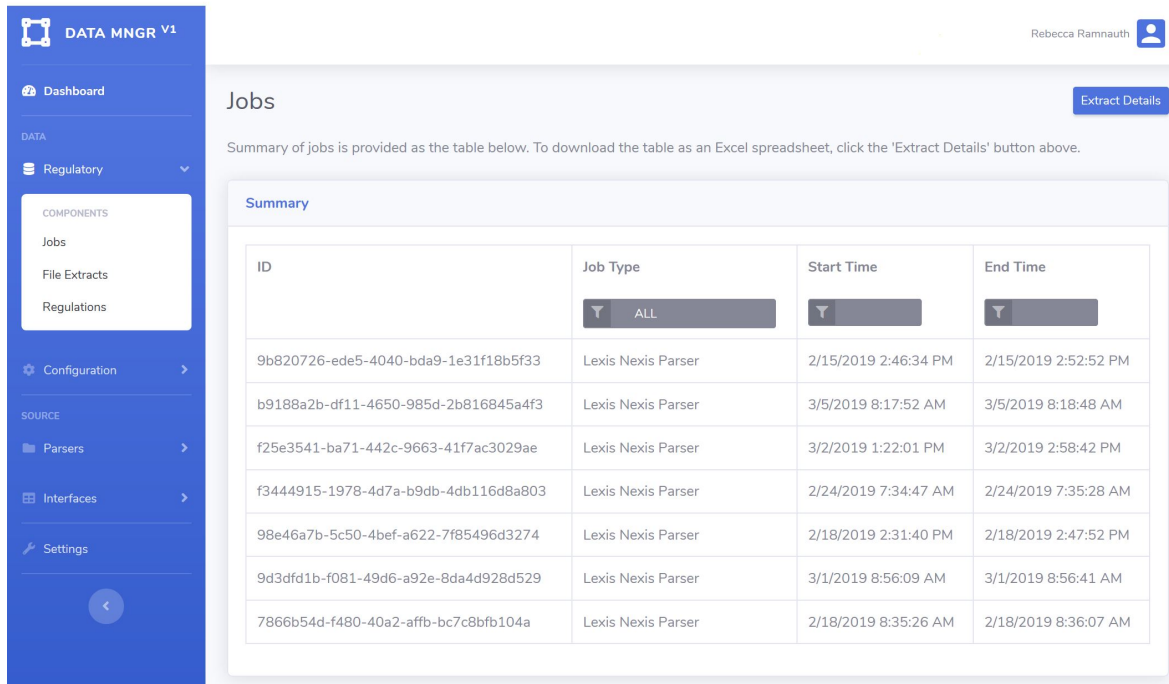 DATA MNGR V1
Rebecca Ramnauth
Dashboard
DATA
Regulatory
COMPONENTS
Jobs
File Extracts
Regulations
Configuration
SOURCE
Parsers
Interfaces
Settings
Jobs
Extract Details
Summary of jobs is provided as the table below. To download the table as an Excel spreadsheet, click the 'Extract Details' button above.
Summary
ID Job Type Start Time End Time
ALL
9b820726-ede5-4040-bda9-1e31f18b5f33 Lexis Nexis Parser 2/15/2019 2:46:34 PM 2/15/2019 2:52:52 PM
b9188a2b-df11-4650-985d-2b816845a4f3 Lexis Nexis Parser 3/5/2019 8:17:52 AM 3/5/2019 8:18:48 AM
f25e3541-ba71-442c-9663-41f7ac3029ae Lexis Nexis Parser 3/2/2019 1:22:01 PM 3/2/2019 2:58:42 PM
f3444915-1978-4d7a-b9db-4db116d8a803 Lexis Nexis Parser 2/24/2019 7:34:47 AM 2/24/2019 7:35:28 AM
98e46a7b-5c50-4bef-a622-7f85496d3274 Lexis Nexis Parser 2/18/2019 2:31:40 PM 2/18/2019 2:47:52 PM
9d3dfd1b-f081-49d6-a92e-8da4d928d529 Lexis Nexis Parser 3/1/2019 8:56:09 AM 3/1/2019 8:56:41 AM
7866b54d-f480-40a2-affb-bc7c8bfb104a Lexis Nexis Parser 2/18/2019 8:35:26 AM 2/18/2019 8:36:07 AM